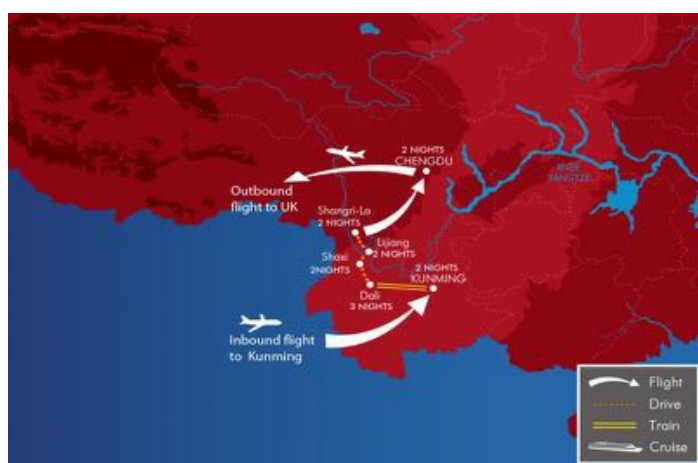 2 NIGHTS
CHENGDU
RIVER
YANGTZE
Outbound
flight to UK
Shangri-La
2 NIGHTS
Lijiang
2 NIGHTS
Shaxi
2NIGHTS
2 NIGHTS
KUNMING
Dali
3 NIGHTS
Inbound flight
to Kunming
Flight
Drive
Train
Cruise